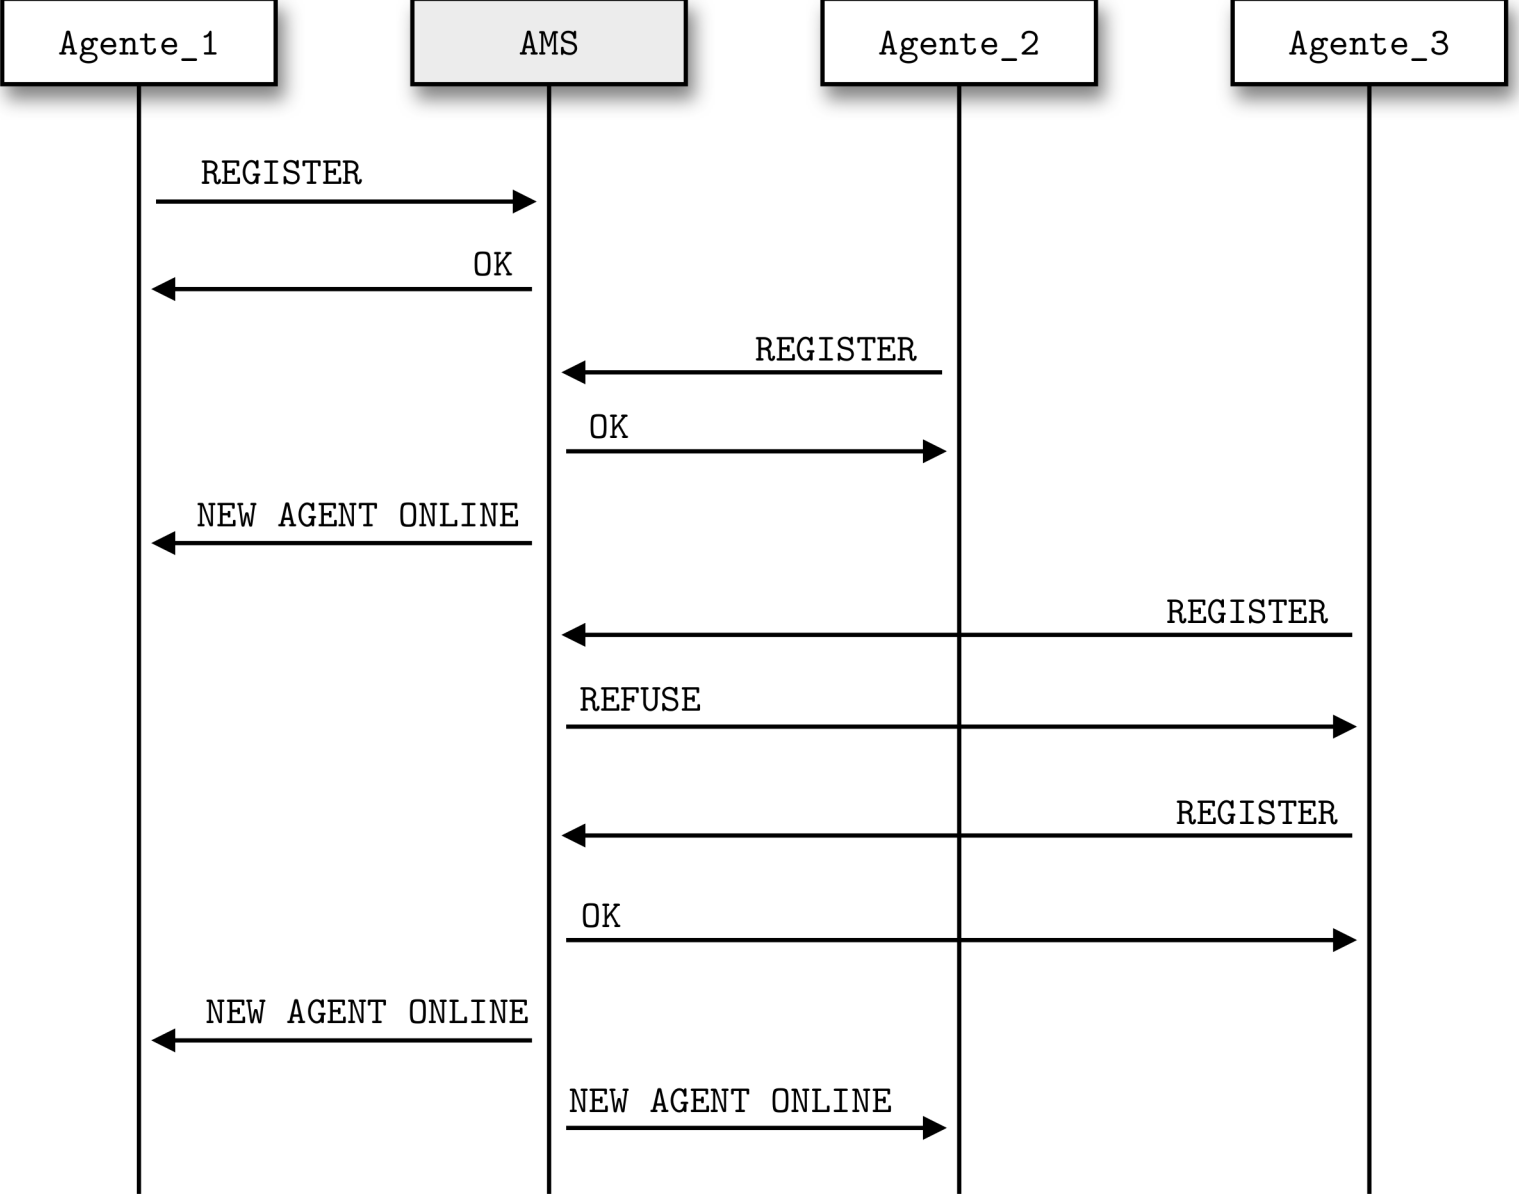 Agente_1
AMS
Agente_2
Agente_3
REGISTER
OK
REGISTER
OK
NEW AGENT ONLINE
REGISTER
REFUSE
REGISTER
OK
NEW AGENT ONLINE
NEW AGENT ONLINE